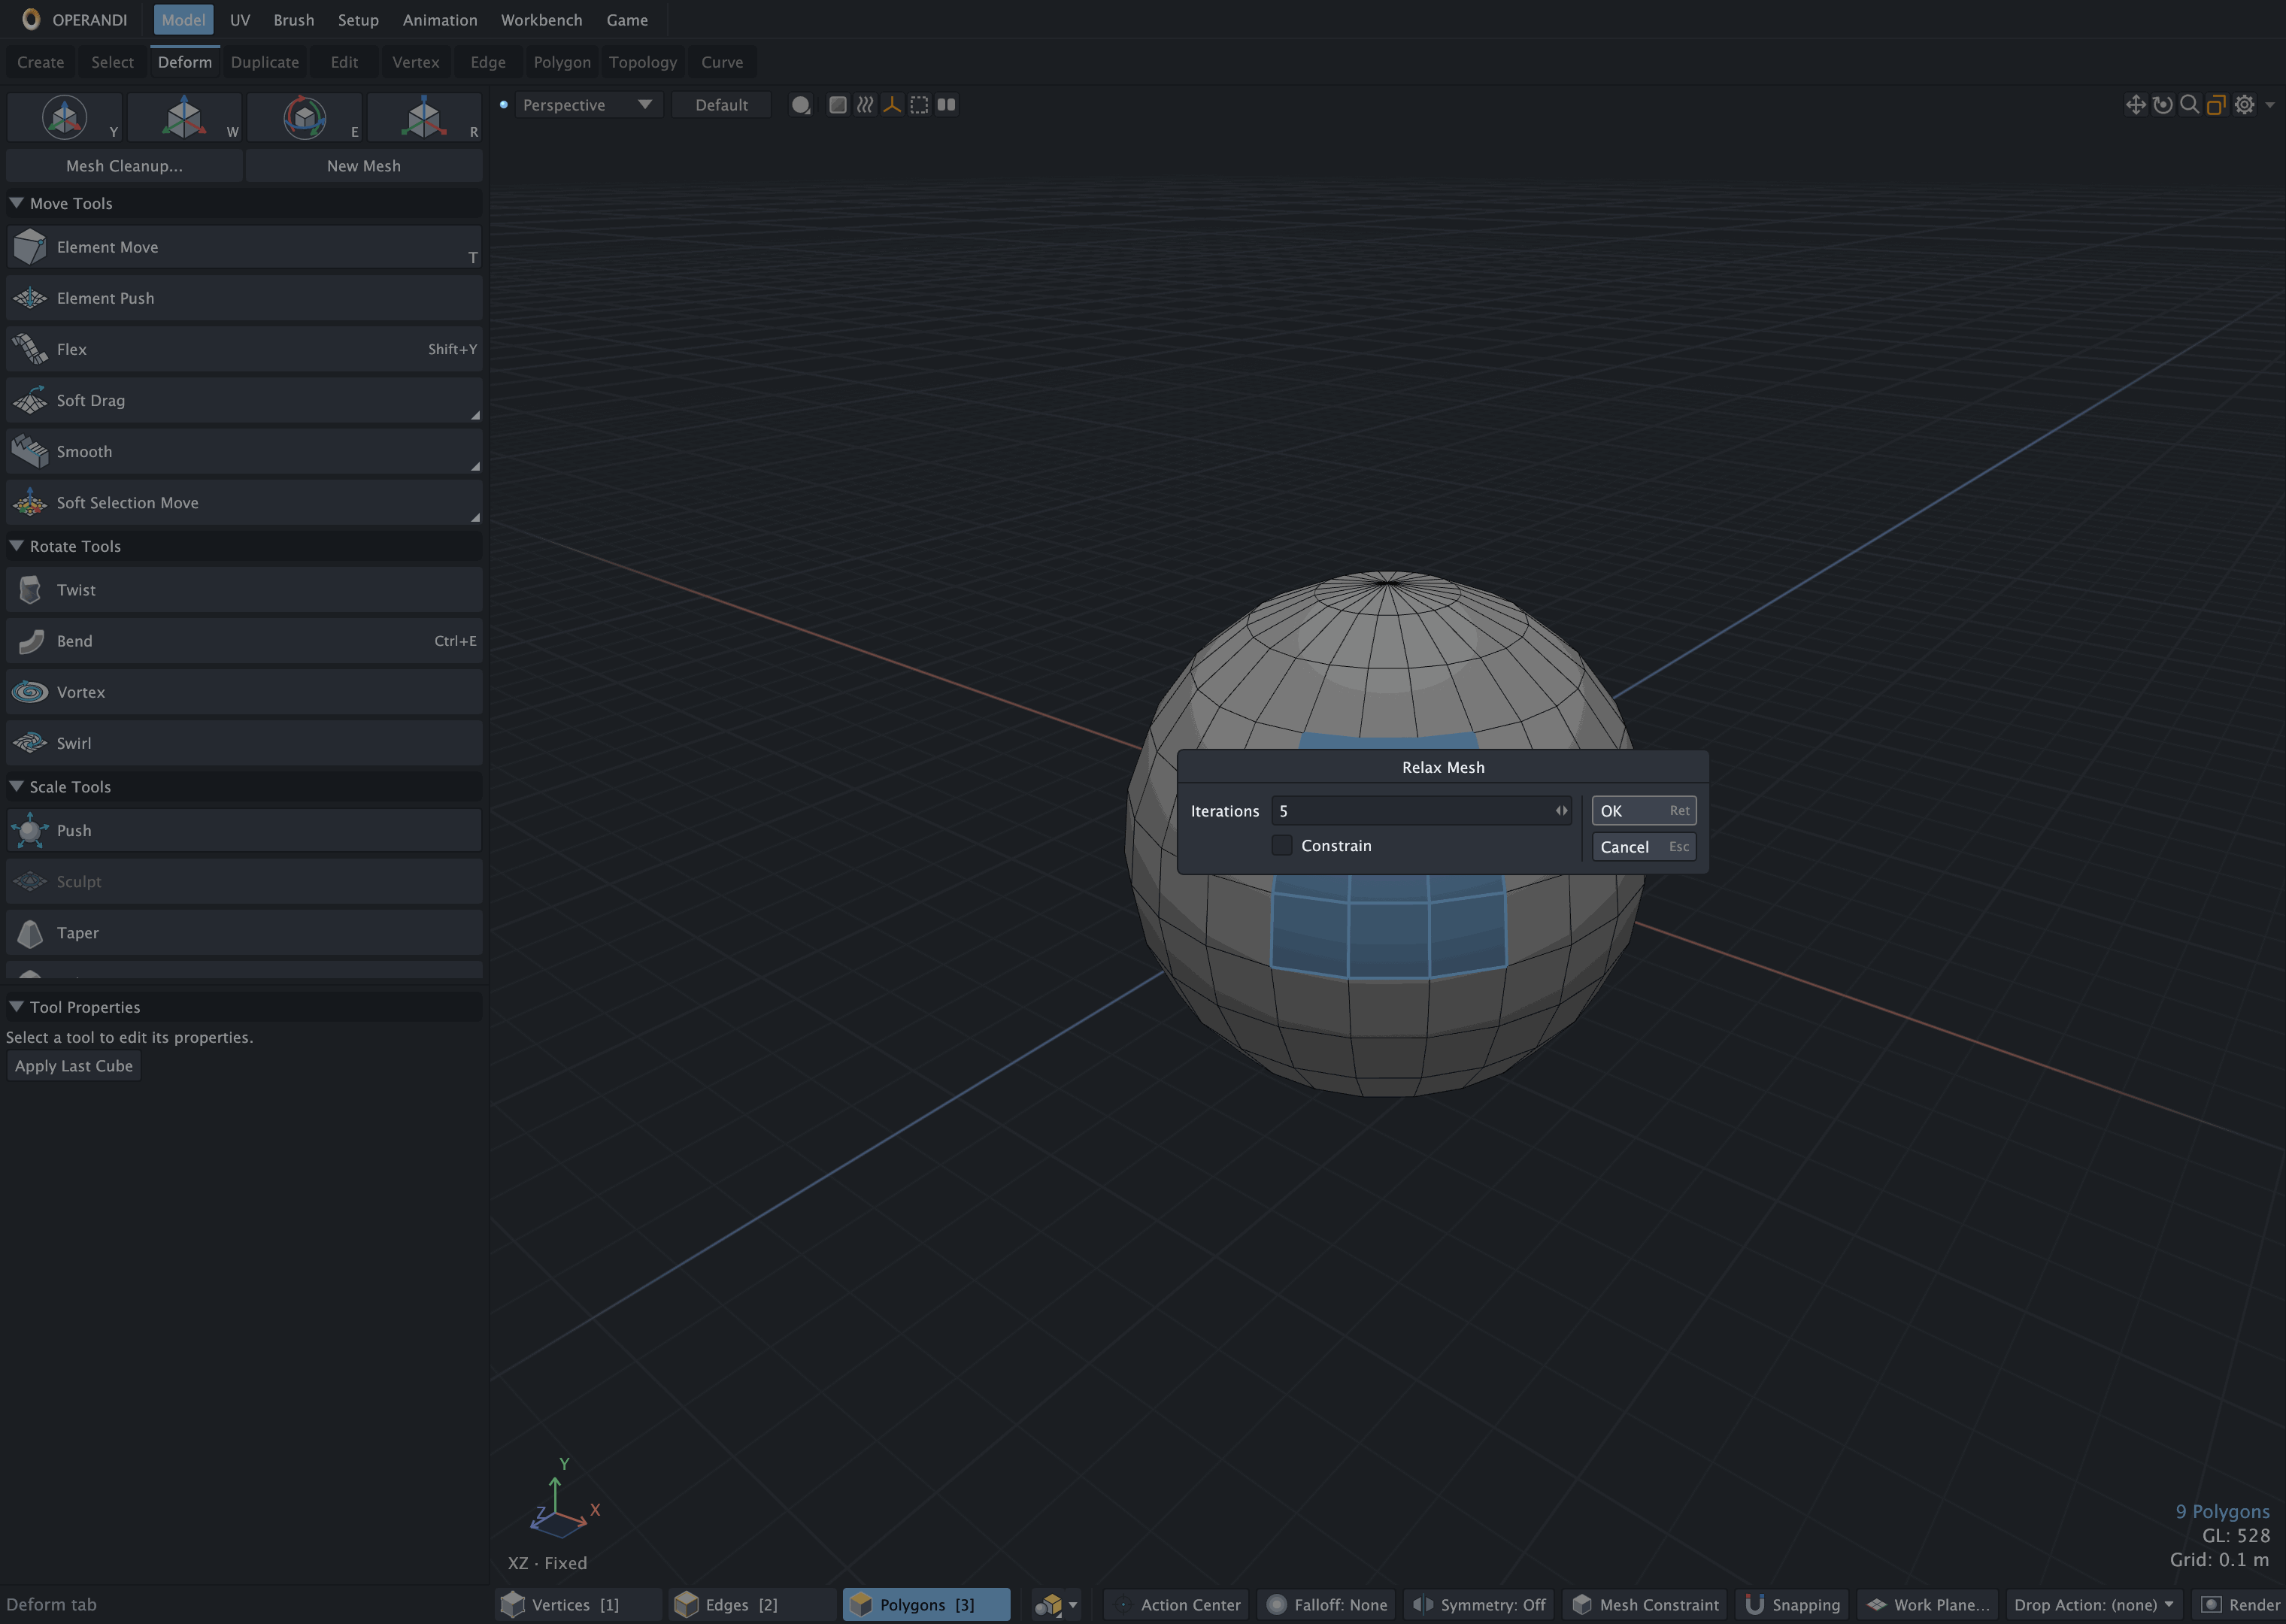 OPERANDI Model UV Brush Setup Animation Workbench Game
Create Select Deform Duplicate Edit Vertex Edge Polygon Topology Curve
Y W E R
Perspective Default
Mesh Cleanup... New Mesh
Move Tools
Element Move T
Element Push
Flex Shift+Y
Soft Drag
Smooth
Soft Selection Move
Rotate Tools
Twist
Bend Ctrl+E
Vortex
Swirl
Scale Tools
Push
Sculpt
Taper
Tool Properties
Select a tool to edit its properties.
Apply Last Cube
Relax Mesh
Iterations 5 OK Ret
Constrain Cancel Esc
Y
Z X
XZ · Fixed
9 Polygons
GL: 528
Grid: 0.1 m
Deform tab Vertices [1] Edges [2] Polygons [3] Action Center Falloff: None Symmetry: Off Mesh Constraint Snapping Work Plane... Drop Action: (none) Render